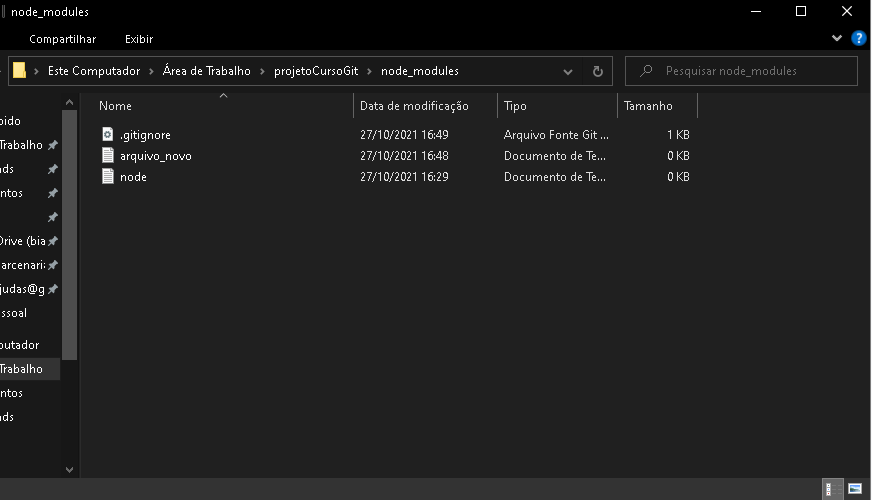 node_modules
Compartilhar Exibir
Este Computador Área de Trabalho projetoCursoGit node_modules Pesquisar node_modules
Nome Data de modificação Tipo Tamanho
.gitignore 27/10/2021 16:49 Arquivo Fonte Git ... 1 KB
arquivo_novo 27/10/2021 16:48 Documento de Te... 0 KB
node 27/10/2021 16:29 Documento de Te... 0 KB
pido
Trabalho
ds
ntos
Drive (bia
arcenari
judas@g
ssoal
outador
Trabalho
ntos
ds